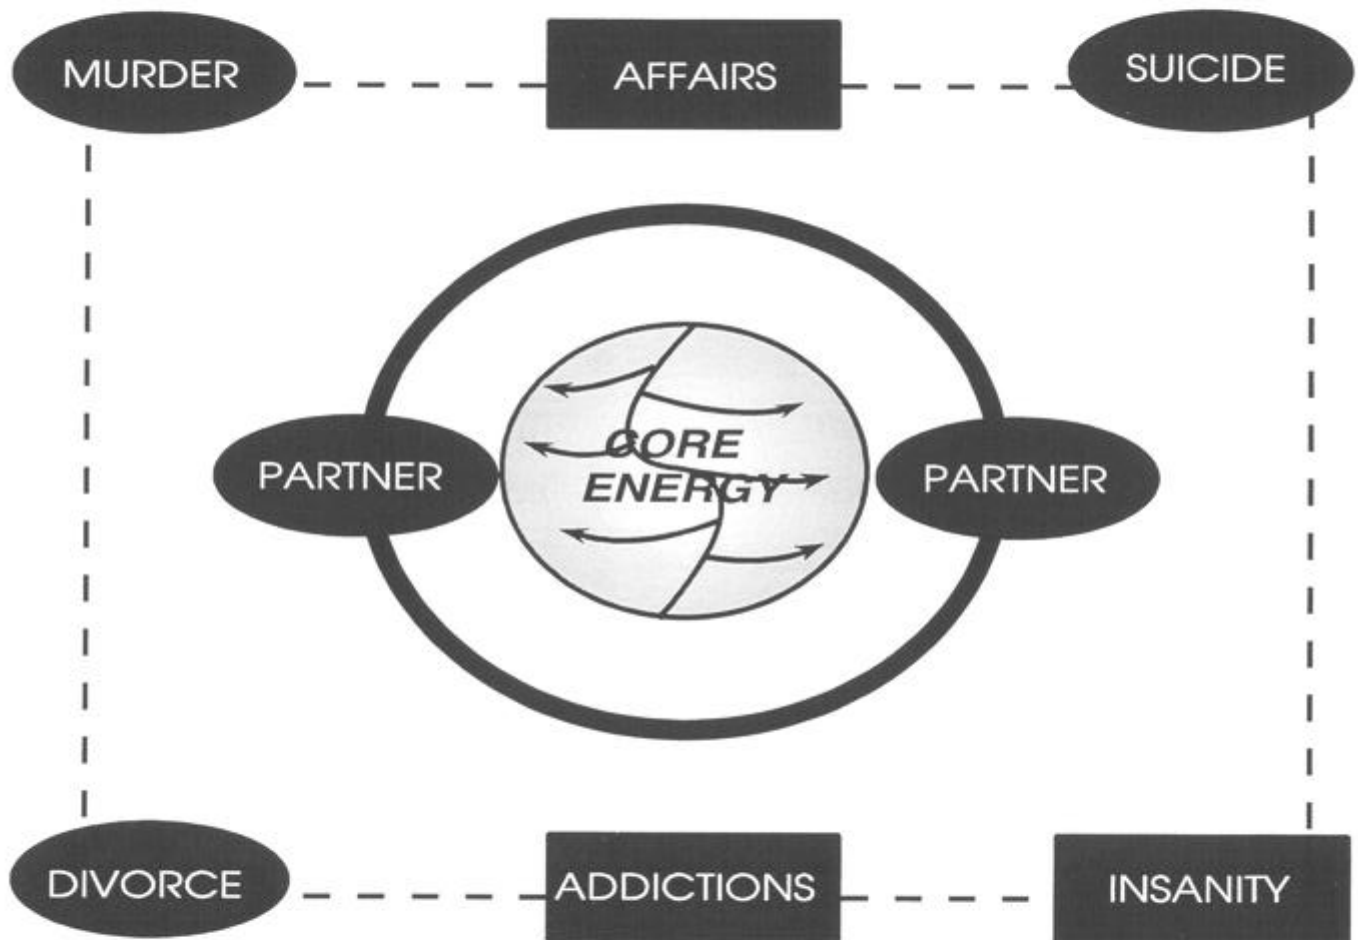 MURDER
AFFAIRS
SUICIDE
CORE
ENERGY
PARTNER
PARTNER
DIVORCE
ADDICTIONS
INSANITY